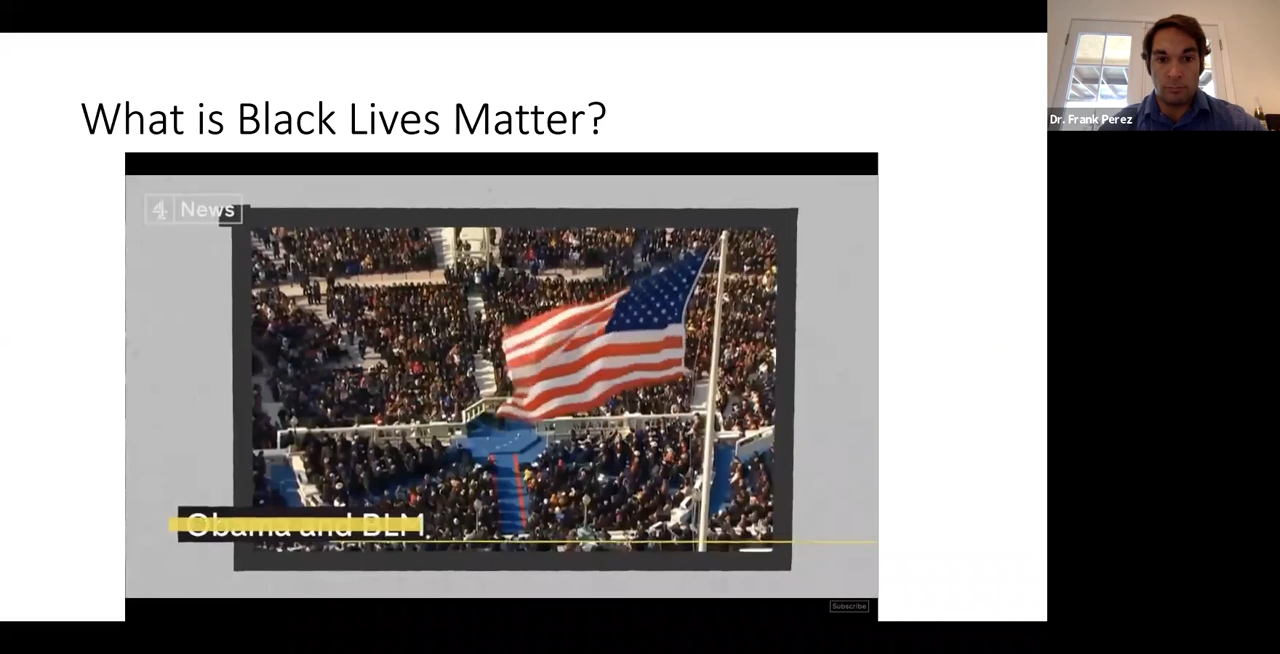 What is Black Lives Matter?
4 News
Obama and BLM
Subscribe
Dr. Frank Perez